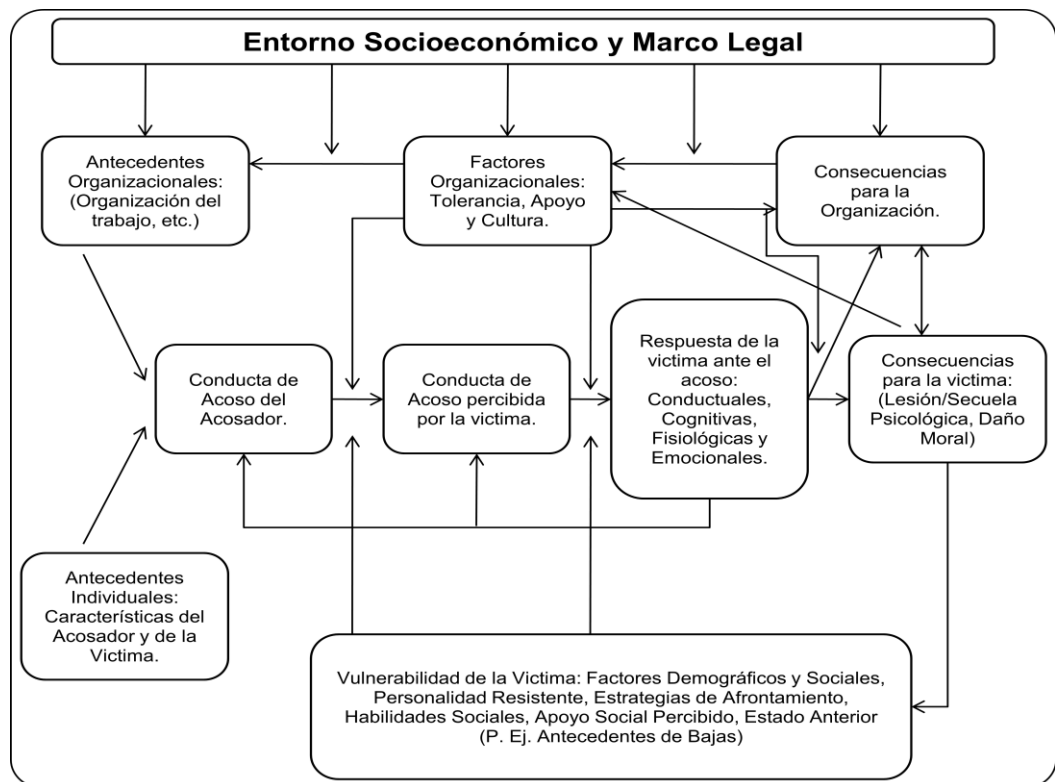 Entorno Socioeconómico y Marco Legal
Antecedentes
Organizacionales:
(Organización del
trabajo, etc.)
Factores
Organizacionales:
Tolerancia, Apoyo
y Cultura.
Consecuencias
para la
Organización.
Conducta de
Acoso del
Acosador.
Conducta de
Acoso percibida
por la victima.
Respuesta de la
victima ante el
acoso:
Conductuales,
Cognitivas,
Fisiológicas y
Emocionales.
Consecuencias
para la victima:
(Lesión/Secuela
Psicológica, Daño
Moral)
Antecedentes
Individuales:
Características del
Acosador y de la
Victima.
Vulnerabilidad de la Victima: Factores Demográficos y Sociales,
Personalidad Resistente, Estrategias de Afrontamiento,
Habilidades Sociales, Apoyo Social Percibido, Estado Anterior
(P. Ej. Antecedentes de Bajas)